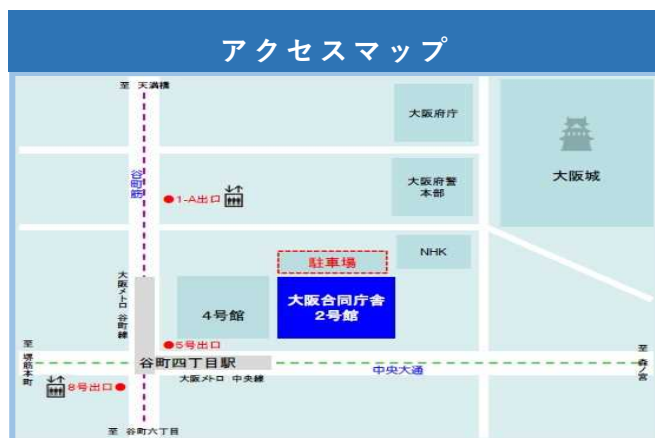 アクセスマップ
至 天満橋
大阪府庁
大阪城
谷町筋
1-A出口
大阪府警
本部
NHK
駐車場
大阪メトロ 谷町線
4号館
大阪合同庁舎
2号館
5号出口
至 堺筋本町
谷町四丁目駅
至 森ノ宮
大阪メトロ 中央線
中央大通
8号出口
至 谷町六丁目